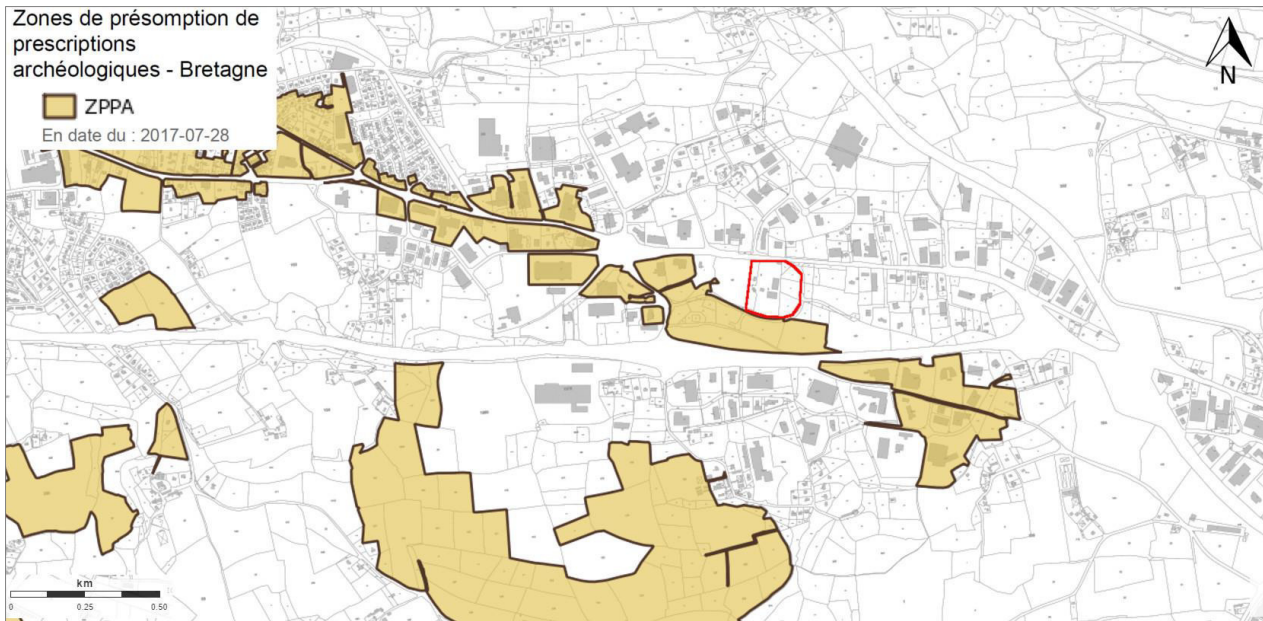 Zones de présomption de
prescriptions
archéologiques - Bretagne
ZPPA
En date du : 2017-07-28
N
km
0 0.25 0.50